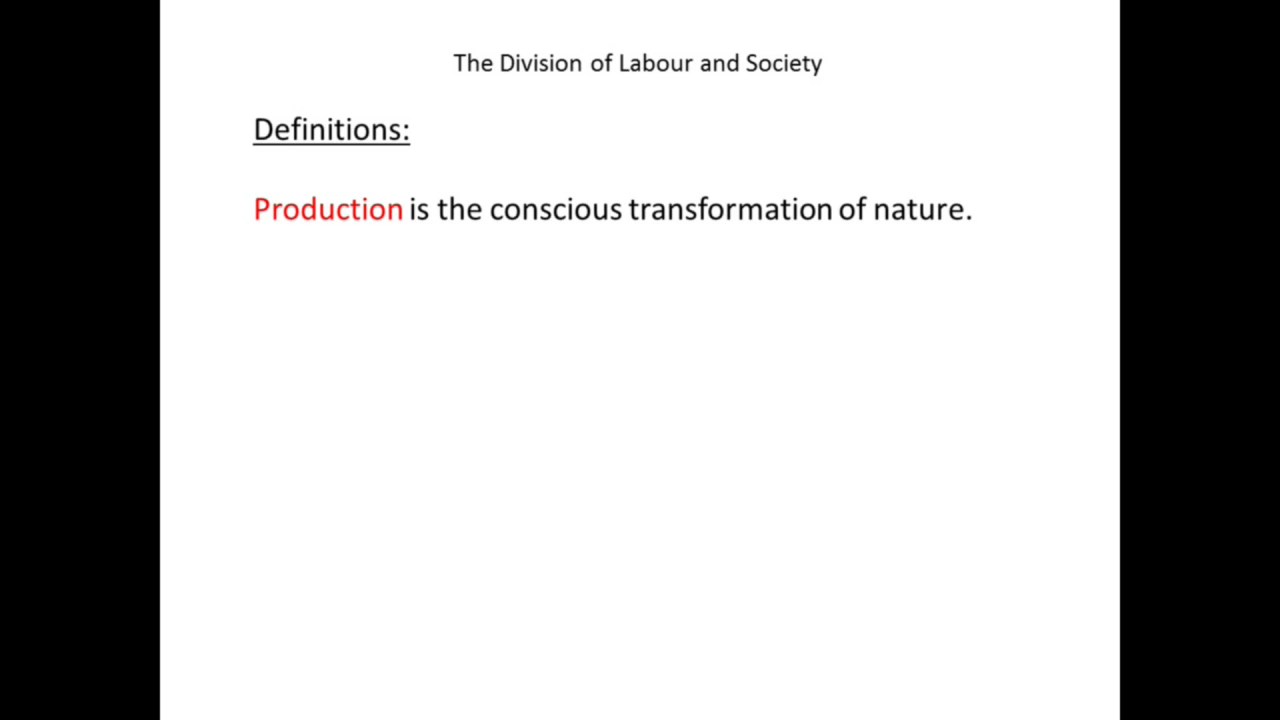 The Division of Labour and Society
Definitions:
Production is the conscious transformation of nature.